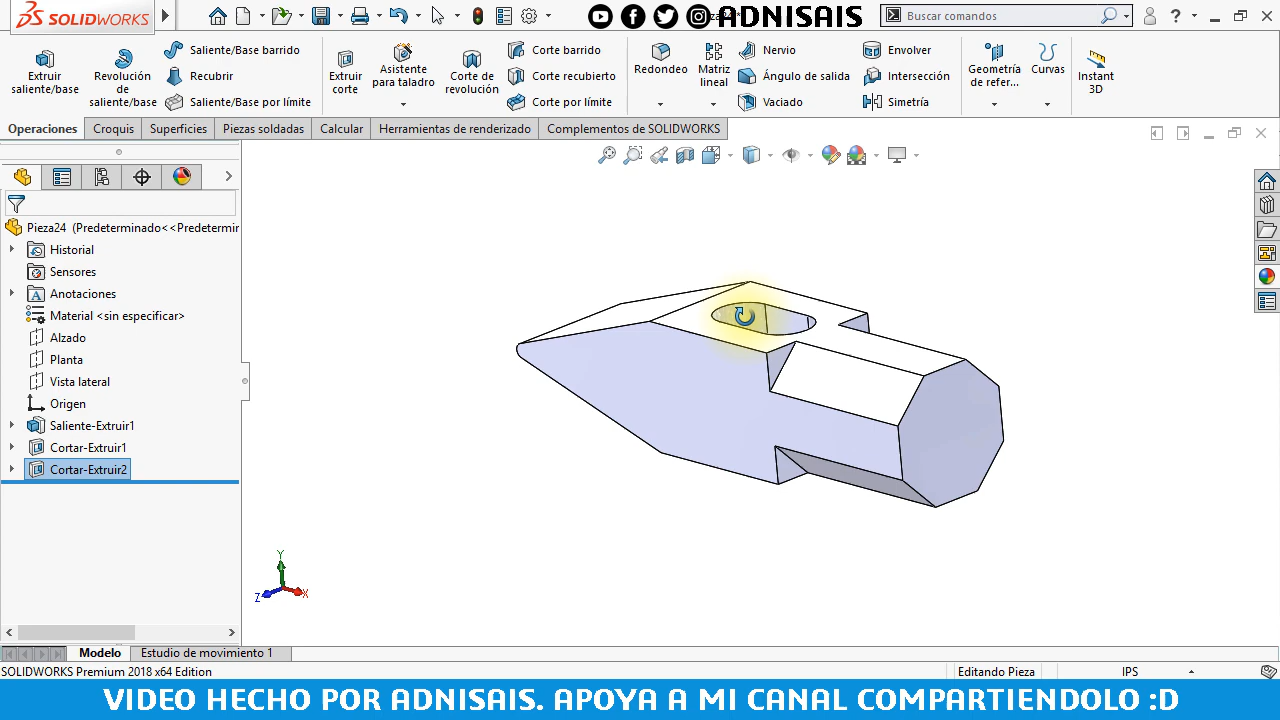 SOLIDWORKS
ADNISAIS
Buscar comandos
Extruir saliente/base
Revolución de saliente/base
Saliente/Base barrido
Recubrir
Saliente/Base por límite
Extruir corte
Asistente para taladro
Corte de revolución
Corte barrido
Corte recubierto
Corte por límite
Redondeo
Matriz lineal
Nervio
Ángulo de salida
Vaciado
Envolver
Intersección
Simetría
Geometría de refer...
Curvas
Instant 3D
Operaciones
Croquis
Superficies
Piezas soldadas
Calcular
Herramientas de renderizado
Complementos de SOLIDWORKS
Pieza24 (Predeterminado<<Predetermir
Historial
Sensores
Anotaciones
Material <sin especificar>
Alzado
Planta
Vista lateral
Origen
Saliente-Extruir1
Cortar-Extruir1
Cortar-Extruir2
Y
Z
X
Modelo
Estudio de movimiento 1
SOLIDWORKS Premium 2018 x64 Edition
Editando Pieza
IPS
VIDEO HECHO POR ADNISAIS. APOYA A MI CANAL COMPARTIENDOLO :D